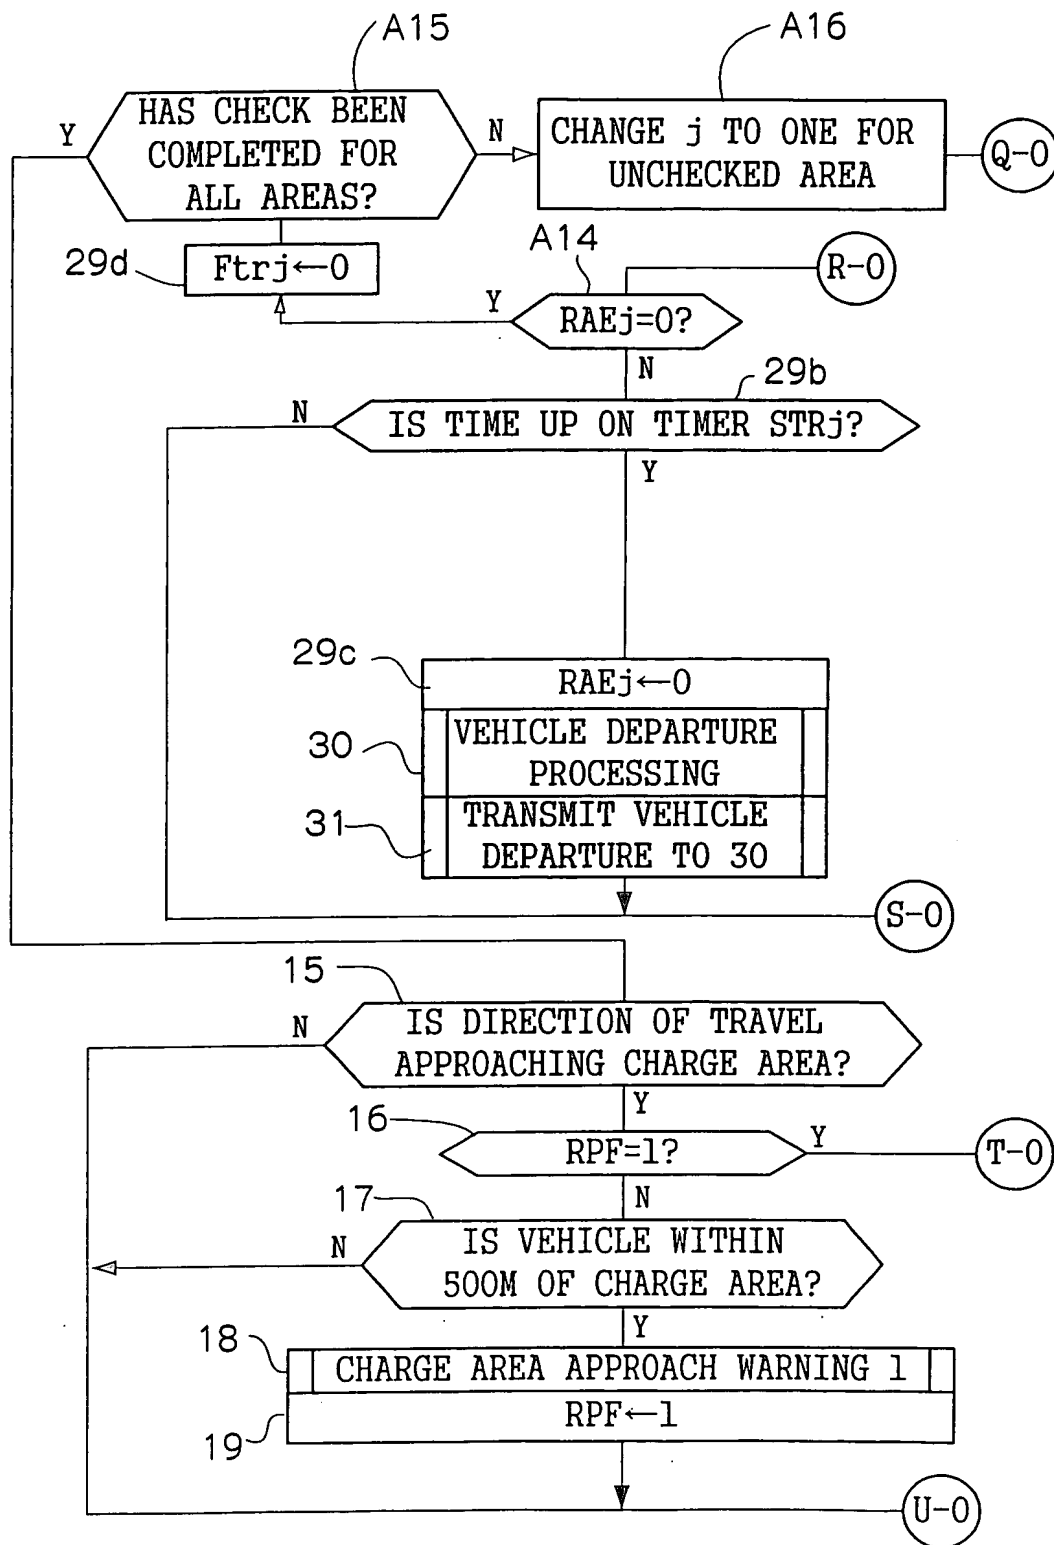 A15
A16
HAS CHECK BEEN
COMPLETED FOR
ALL AREAS?
Y
N
CHANGE j TO ONE FOR
UNCHECKED AREA
Q-0
29d
Ftrj←0
A14
R-0
Y
RAEj=0?
N
29b
N
IS TIME UP ON TIMER STRj?
Y
29c
RAEj←0
30
VEHICLE DEPARTURE
PROCESSING
31
TRANSMIT VEHICLE
DEPARTURE TO 30
S-0
15
N
IS DIRECTION OF TRAVEL
APPROACHING CHARGE AREA?
Y
16
RPF=1?
Y
T-0
N
17
N
IS VEHICLE WITHIN
500M OF CHARGE AREA?
Y
18
CHARGE AREA APPROACH WARNING 1
19
RPF←1
U-0